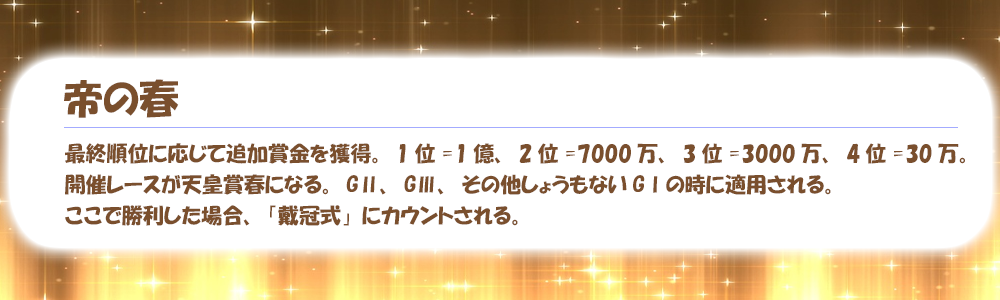 帝の春
最終順位に応じて追加賞金を獲得。1位=1億、2位=7000万、3位=3000万、4位=30万。
開催レースが天皇賞春になる。GⅡ、GⅢ、その他しょうもないGⅠの時に適用される。
ここで勝利した場合、「戴冠式」にカウントされる。